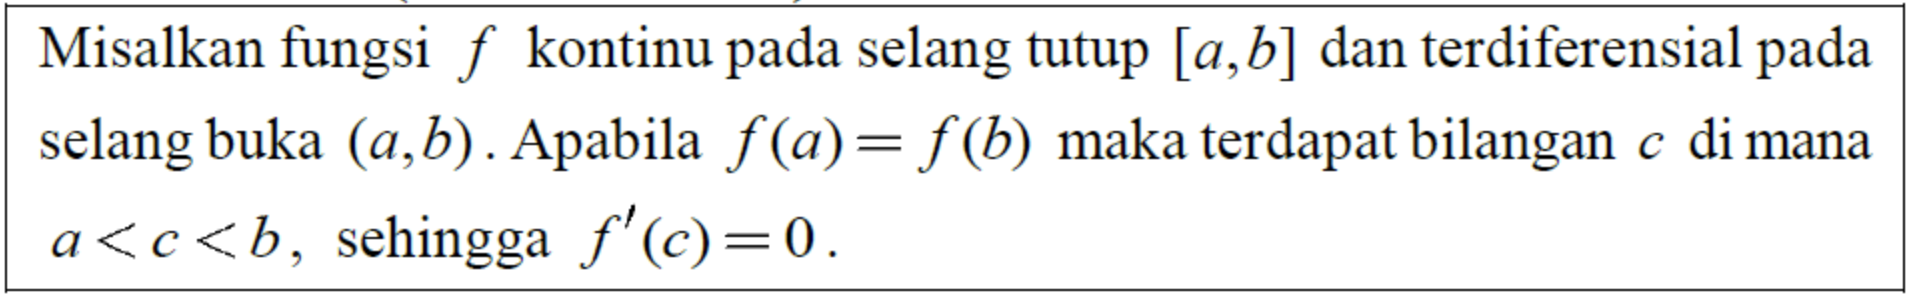 Misalkan fungsi f kontinu pada selang tutup [a,b] dan terdiferensial pada
selang buka (a,b). Apabila f(a) = f(b) maka terdapat bilangan c di mana
a < c < b, sehingga f′(c) = 0.